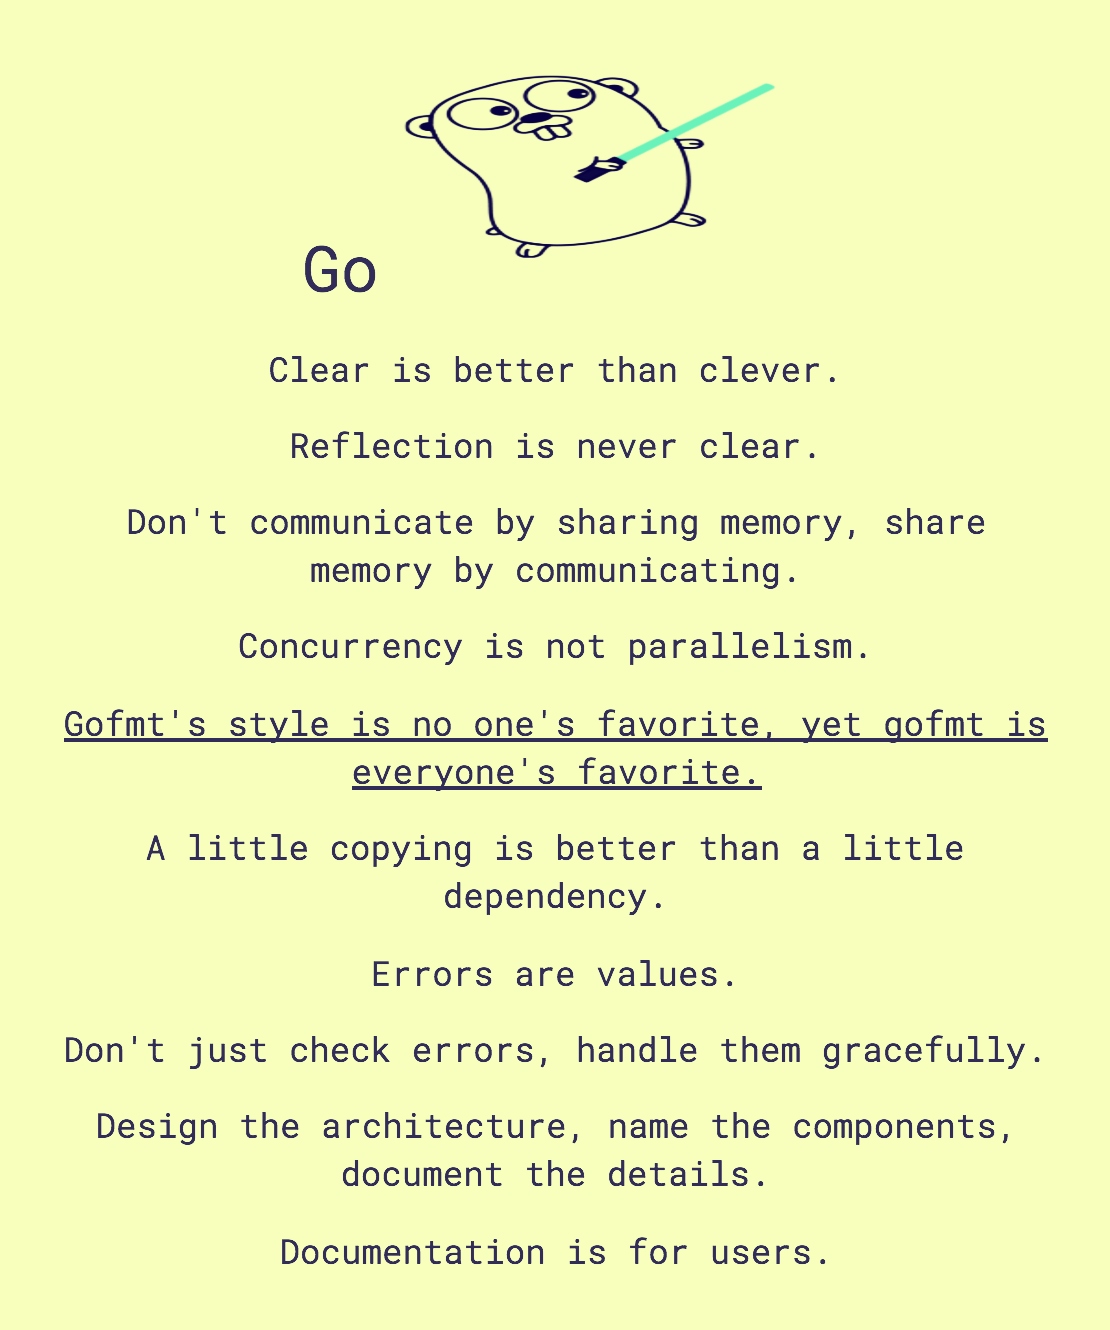 Go
Clear is better than clever.
Reflection is never clear.
Don't communicate by sharing memory, share
memory by communicating.
Concurrency is not parallelism.
Gofmt's style is no one's favorite, yet gofmt is
everyone's favorite.
A little copying is better than a little
dependency.
Errors are values.
Don't just check errors, handle them gracefully.
Design the architecture, name the components,
document the details.
Documentation is for users.